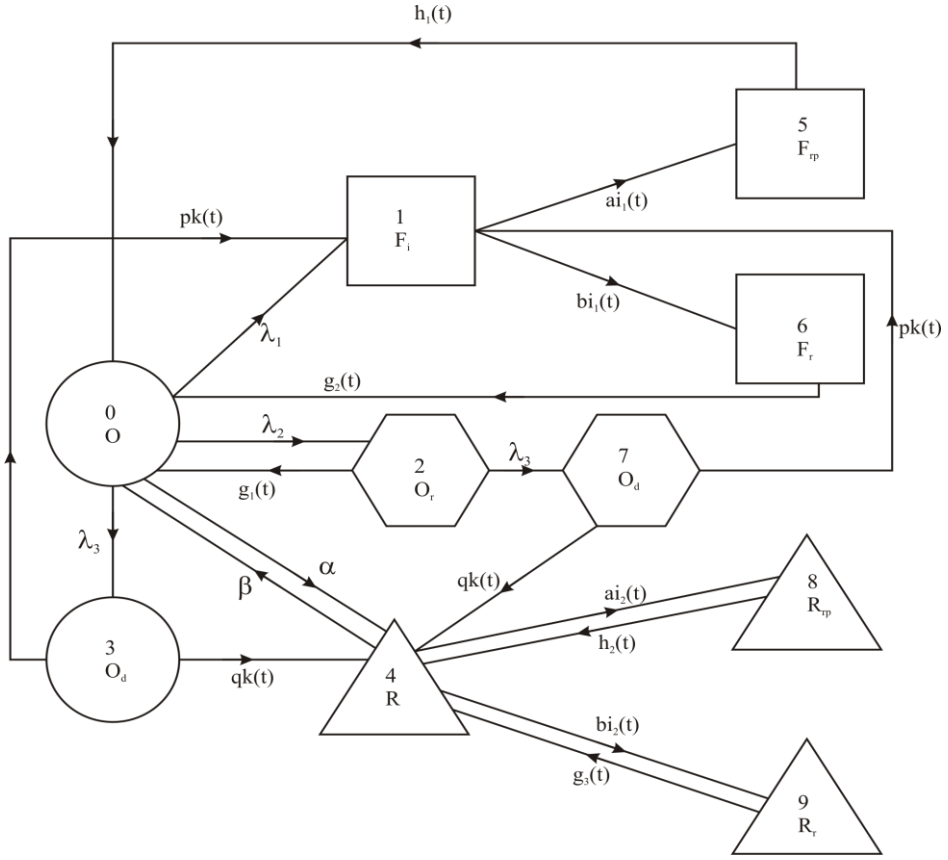 h₁(t)
5
F_rp
1
F_i
pk(t)
ai₁(t)
bi₁(t)
6
F_r
pk(t)
λ₁
g₂(t)
0
O
λ₂
2
O_r
λ₃
7
O_d
g₁(t)
λ₃
α
β
qk(t)
8
R_rp
ai₂(t)
h₂(t)
3
O_d
qk(t)
4
R
bi₂(t)
g₃(t)
9
R_r